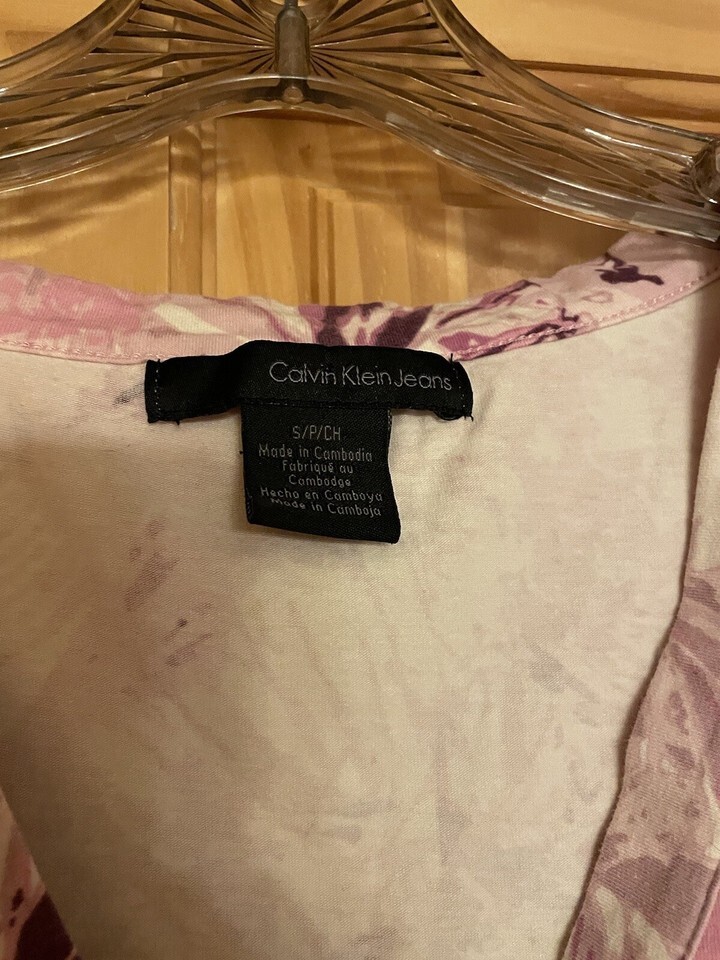 Calvin Klein Jeans
S/P/CH
Made in Cambodia
Fabriqué au
Cambodge
Hecho en Camboya
Made in Camboja